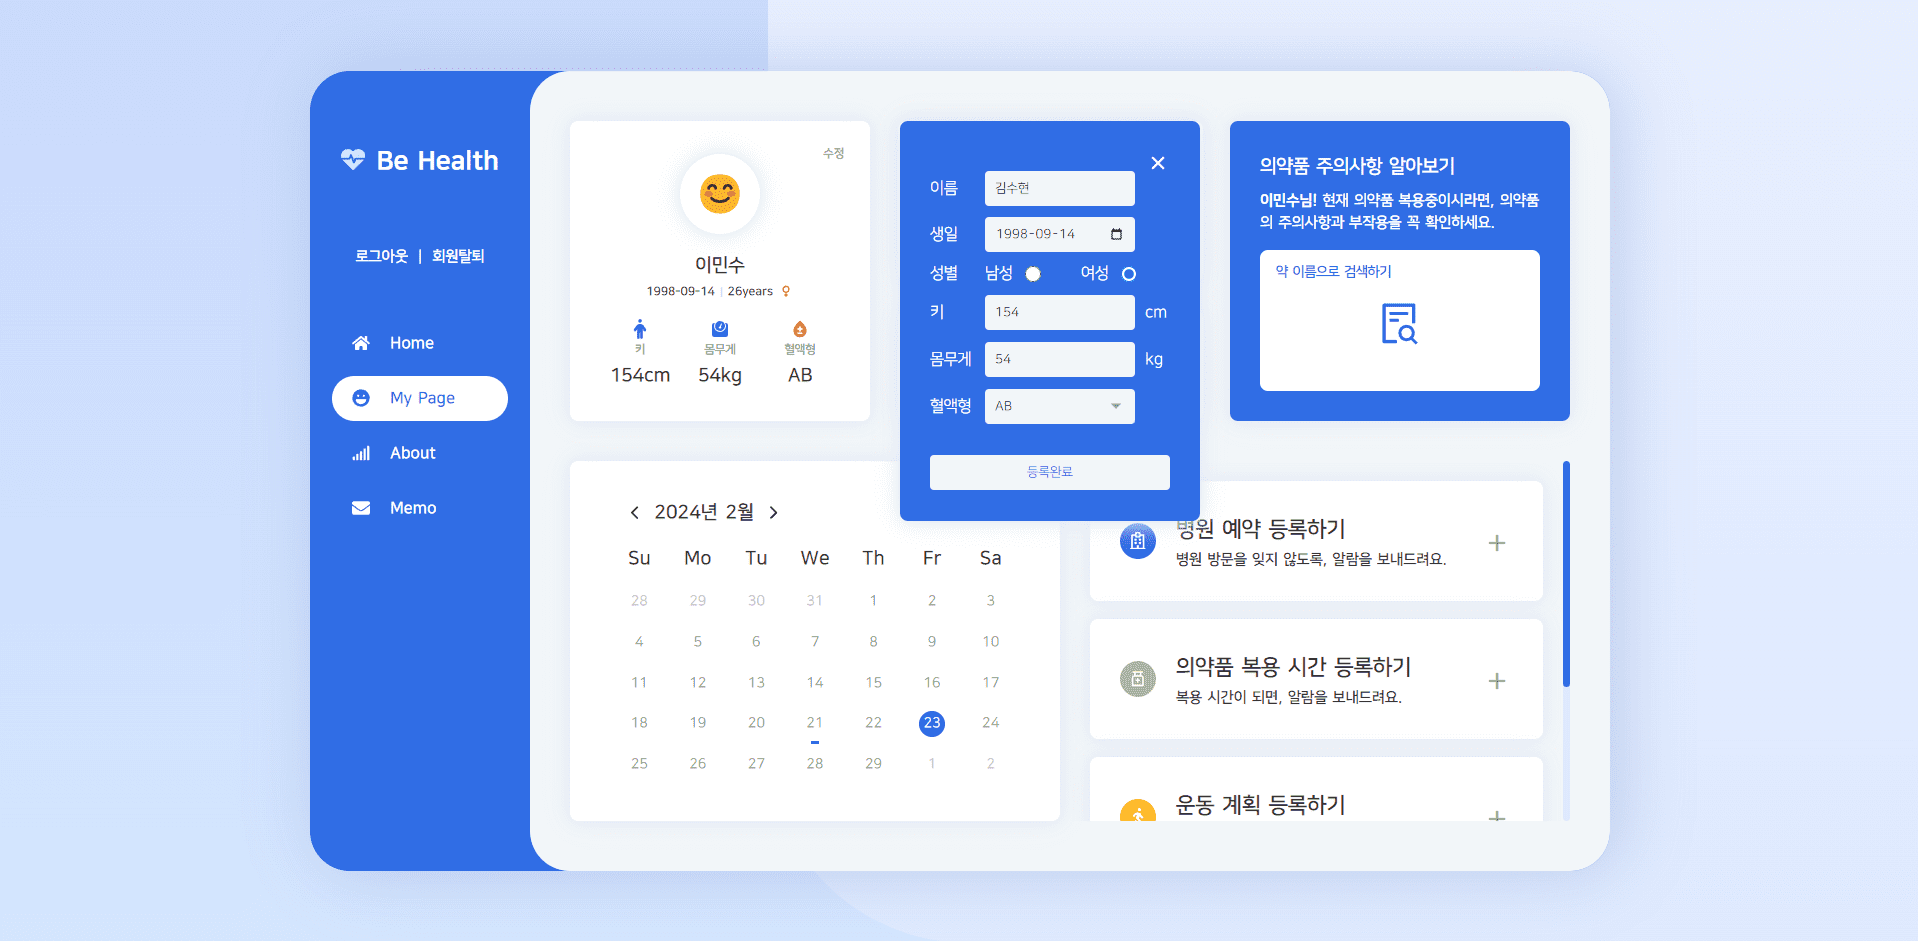 Be Health
로그아웃 | 회원탈퇴
Home
My Page
About
Memo
수정
이민수
1998-09-14 | 26years
키 몸무게 혈액형
154cm 54kg AB
이름 김수현
생일 1998-09-14
성별 남성 여성
키 154 cm
몸무게 54 kg
혈액형 AB
등록완료
의약품 주의사항 알아보기
이민수님! 현재 의약품 복용중이시라면, 의약품
의 주의사항과 부작용을 꼭 확인하세요.
약 이름으로 검색하기
2024년 2월
Su Mo Tu We Th Fr Sa
28 29 30 31 1 2 3
4 5 6 7 8 9 10
11 12 13 14 15 16 17
18 19 20 21 22 23 24
25 26 27 28 29 1 2
병원 예약 등록하기
병원 방문을 잊지 않도록, 알람을 보내드려요.
의약품 복용 시간 등록하기
복용 시간이 되면, 알람을 보내드려요.
운동 계획 등록하기